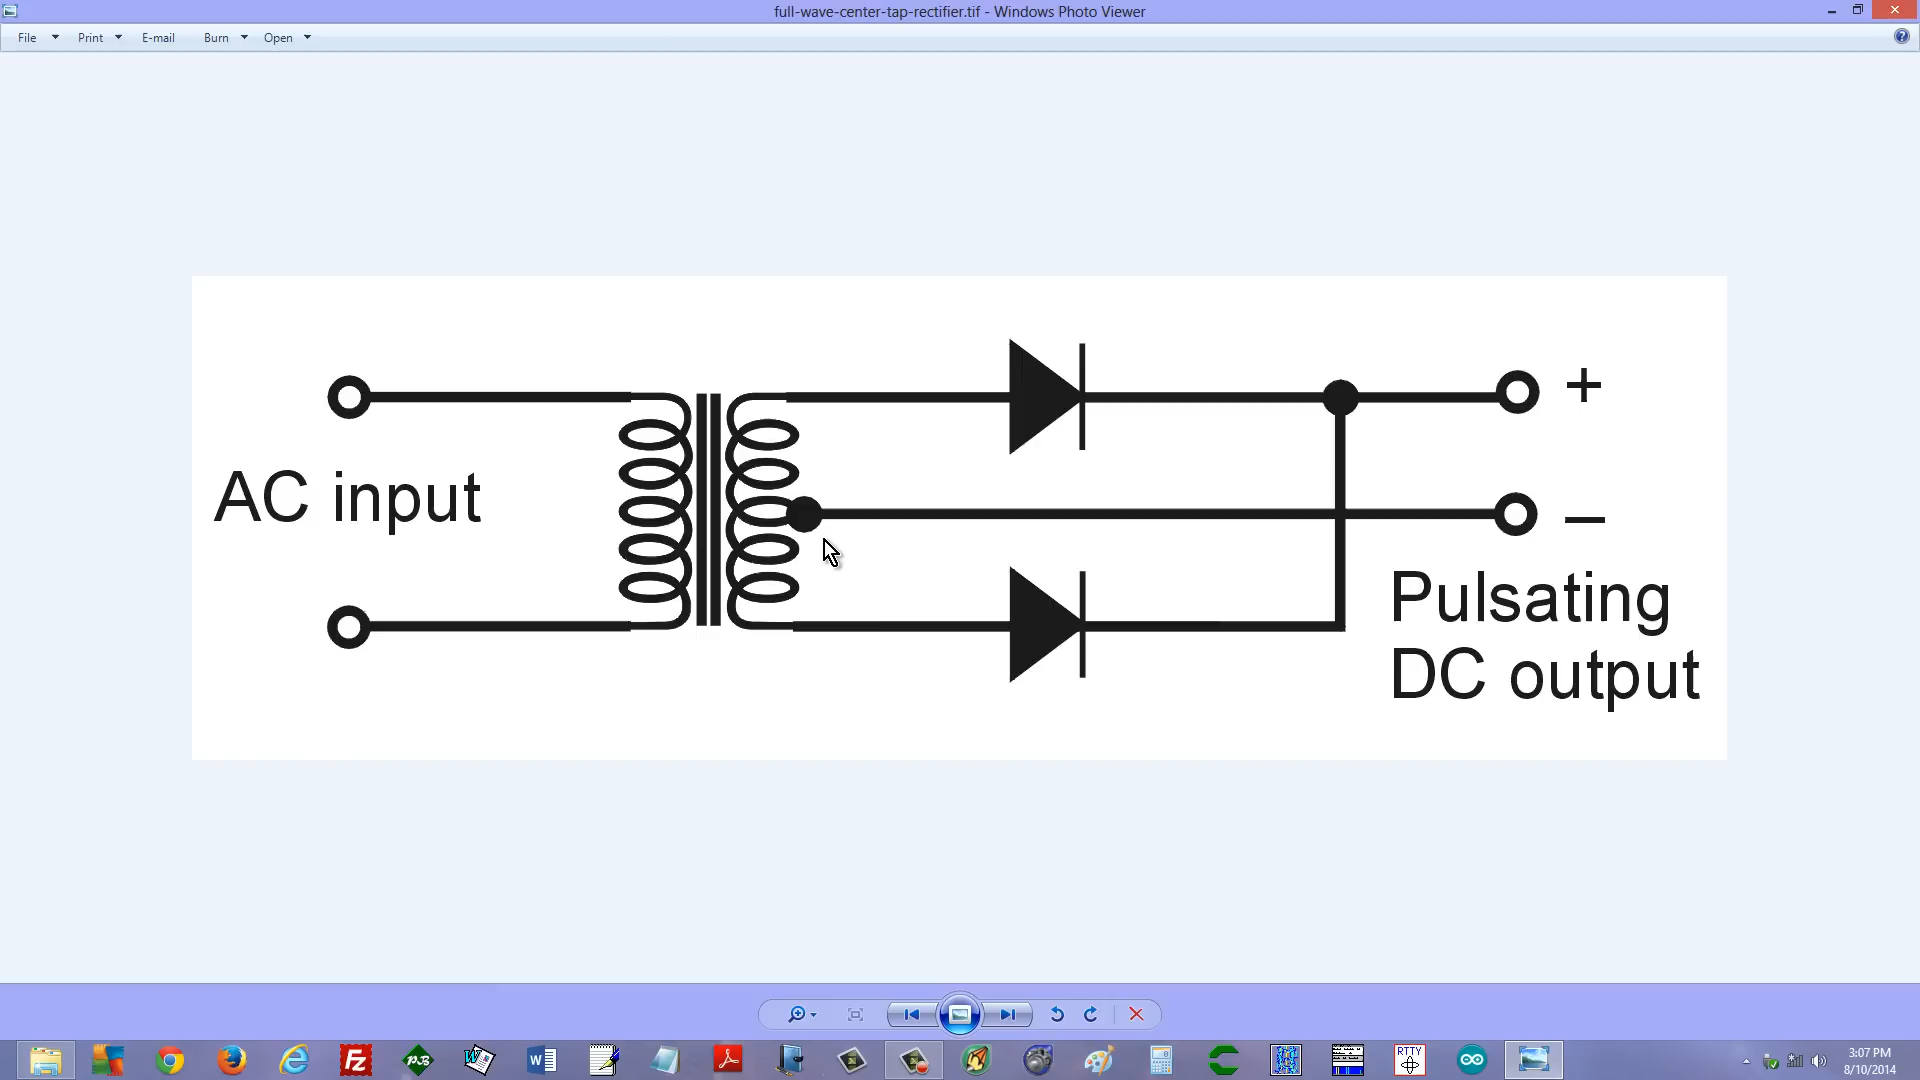 full-wave-center-tap-rectifier.tif - Windows Photo Viewer
File Print E-mail Burn Open
+
AC input
–
Pulsating
DC output
RTTY
3:07 PM
8/10/2014